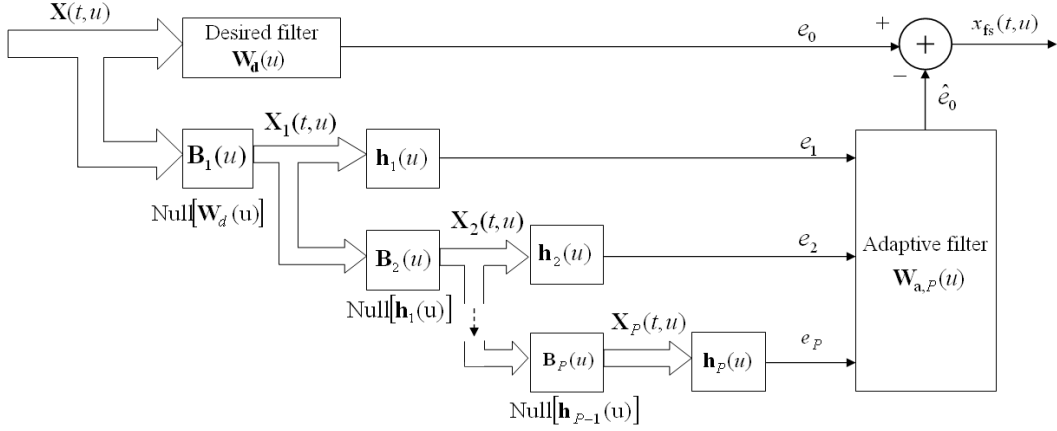 X(t,u)
Desired filter
W_d(u)
e_0
+
+
x_fs(t,u)
−
ê_0
X_1(t,u)
B_1(u)
h_1(u)
e_1
Null[W_d(u)]
X_2(t,u)
B_2(u)
h_2(u)
e_2
Adaptive filter
W_a,P(u)
Null[h_1(u)]
X_P(t,u)
B_P(u)
h_P(u)
e_P
Null[h_P-1(u)]